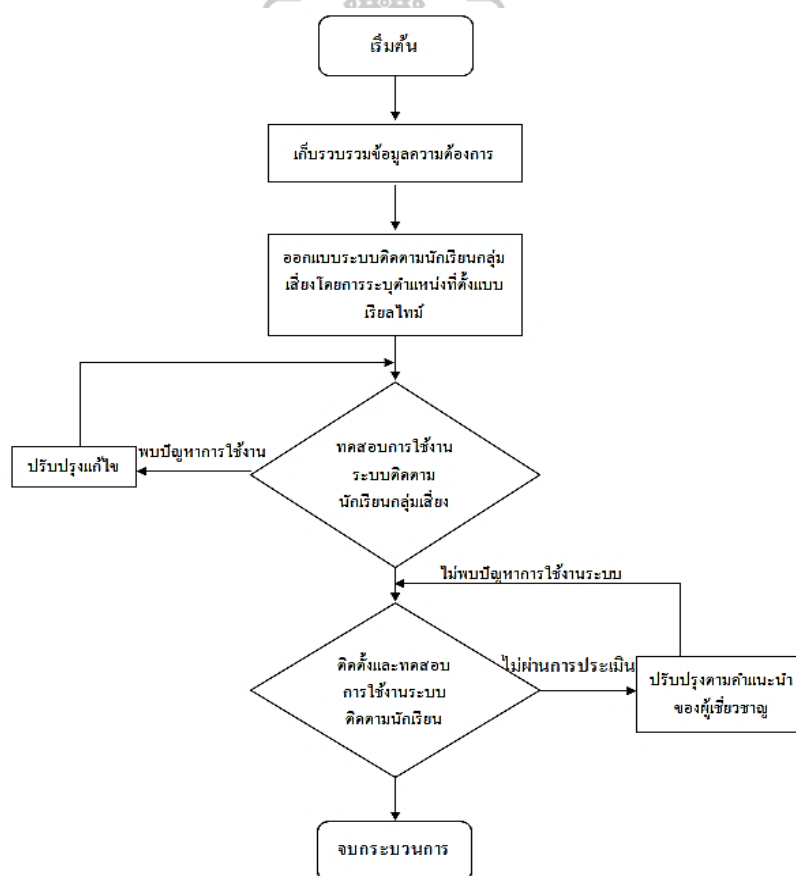 เริ่มต้น
เก็บรวบรวมข้อมูลความต้องการ
ออกแบบระบบติดตามนักเรียนกลุ่ม
เสี่ยงโดยการระบุตำแหน่งที่ตั้งแบบ
เรียลไทม์
ทดสอบการใช้งาน
ระบบติดตาม
นักเรียนกลุ่มเสี่ยง
พบปัญหาการใช้งาน
ปรับปรุงแก้ไข
ไม่พบปัญหาการใช้งานระบบ
ติดตั้งและทดสอบ
การใช้งานระบบ
ติดตามนักเรียน
ไม่ผ่านการประเมิน
ปรับปรุงตามคำแนะนำ
ของผู้เชี่ยวชาญ
จบกระบวนการ